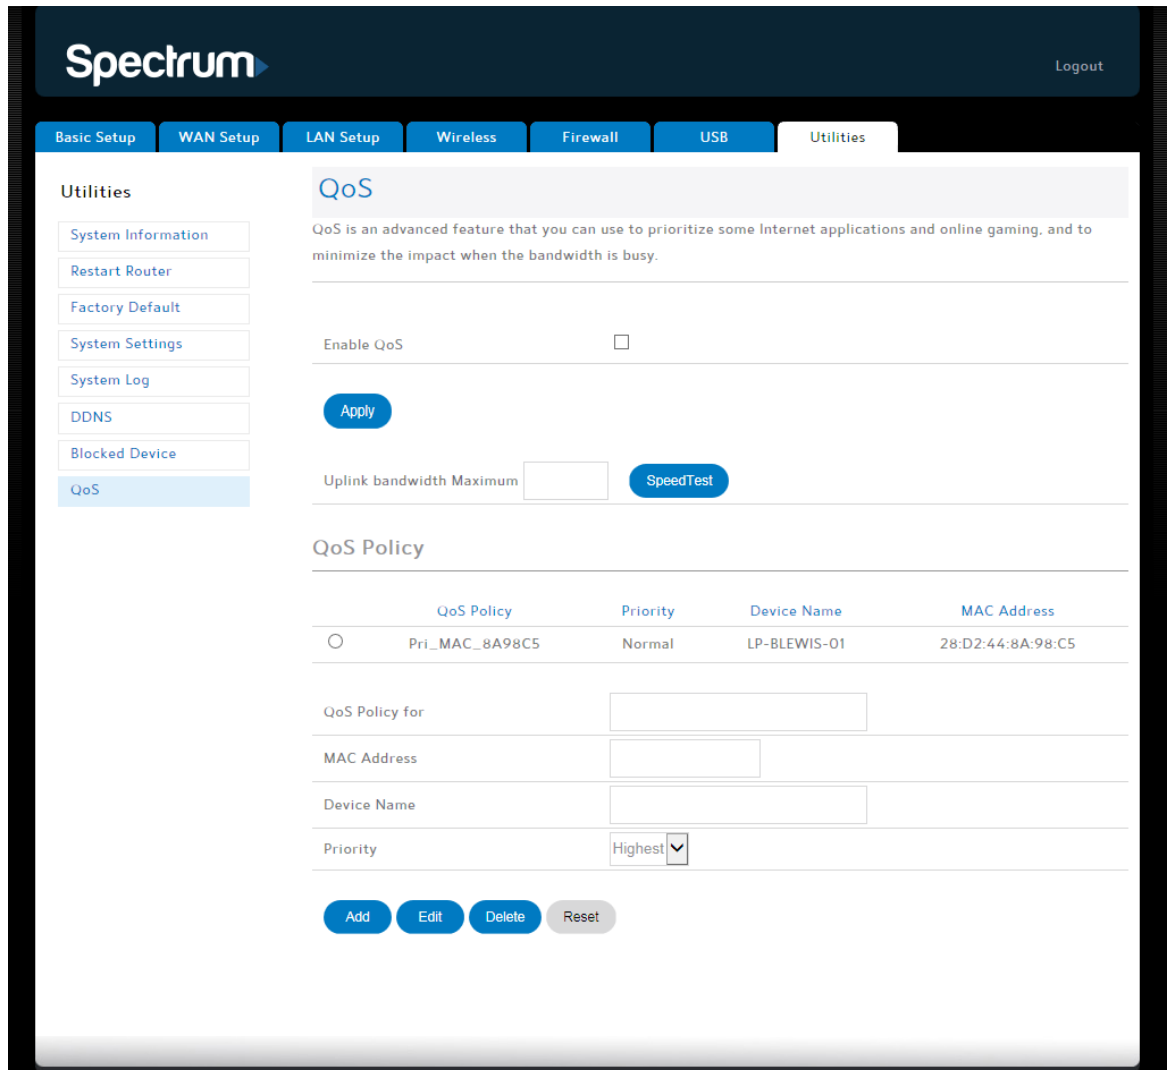 Spectrum
Logout
Basic Setup WAN Setup LAN Setup Wireless Firewall USB Utilities
Utilities
System Information
Restart Router
Factory Default
System Settings
System Log
DDNS
Blocked Device
QoS
QoS
QoS is an advanced feature that you can use to prioritize some Internet applications and online gaming, and to
minimize the impact when the bandwidth is busy.
Enable QoS
Apply
Uplink bandwidth Maximum SpeedTest
QoS Policy
QoS Policy Priority Device Name MAC Address
Pri_MAC_8A98C5 Normal LP-BLEWIS-01 28:D2:44:8A:98:C5
QoS Policy for
MAC Address
Device Name
Priority Highest
Add Edit Delete Reset